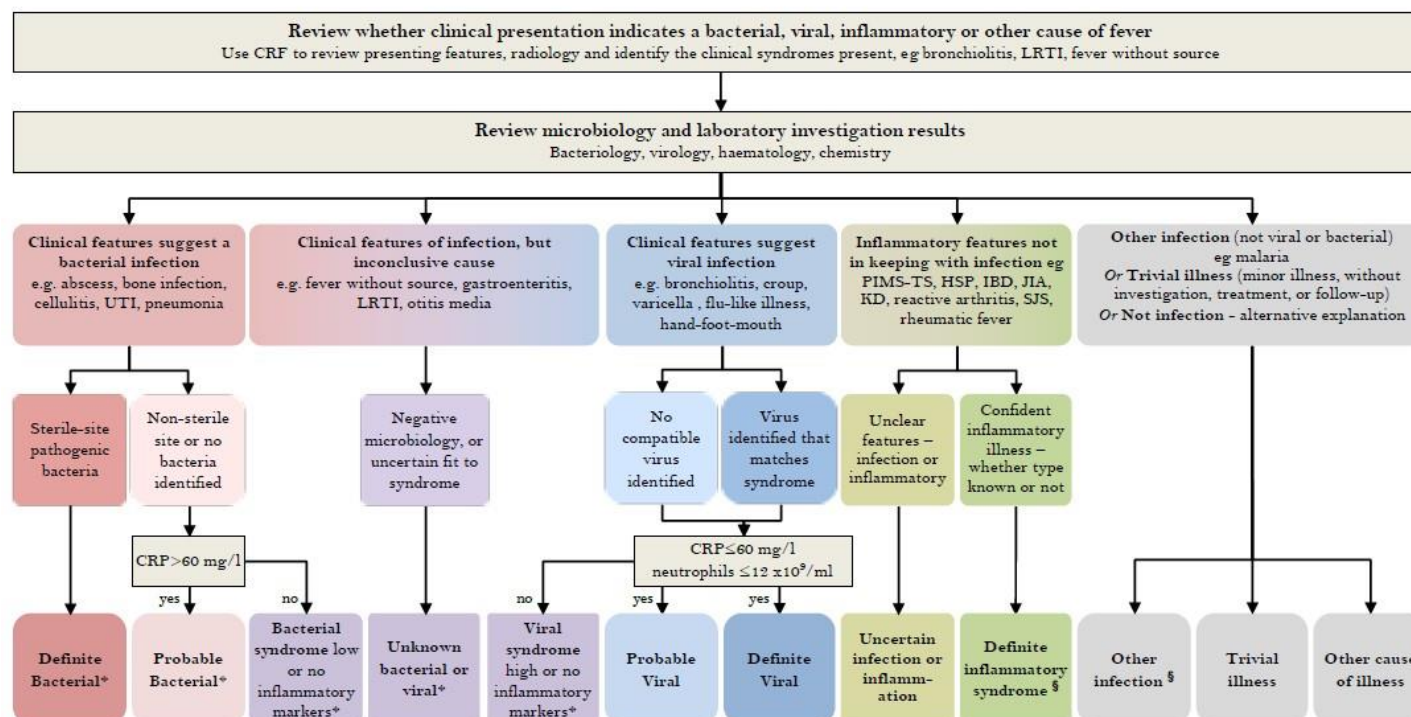 Review whether clinical presentation indicates a bacterial, viral, inflammatory or other cause of fever
Use CRF to review presenting features, radiology and identify the clinical syndromes present, eg bronchiolitis, LRTI, fever without source
Review microbiology and laboratory investigation results
Bacteriology, virology, haematology, chemistry
Clinical features suggest a
bacterial infection
e.g. abscess, bone infection,
cellulitis, UTI, pneumonia
Clinical features of infection, but
inconclusive cause
e.g. fever without source, gastroenteritis,
LRTI, otitis media
Clinical features suggest
viral infection
e.g. bronchiolitis, croup,
varicella , flu-like illness,
hand-foot-mouth
Inflammatory features not
in keeping with infection eg
PIMS-TS, HSP, IBD, JIA,
KD, reactive arthritis, SJS,
rheumatic fever
Other infection (not viral or bacterial)
eg malaria
Or Trivial illness (minor illness, without
investigation, treatment, or follow-up)
Or Not infection – alternative explanation
Sterile-site
pathogenic
bacteria
Non-sterile
site or no
bacteria
identified
Negative
microbiology, or
uncertain fit to
syndrome
No
compatible
virus
identified
Virus
identified that
matches
syndrome
Unclear
features –
infection or
inflammatory
Confident
inflammatory
illness –
whether type
known or not
CRP>60 mg/l
CRP≤60 mg/l
neutrophils ≤12 x10⁹/ml
yes
no
no
yes
yes
Definite
Bacterial*
Probable
Bacterial*
Bacterial
syndrome low
or no
inflammatory
markers*
Unknown
bacterial or
viral*
Viral
syndrome
high or no
inflammatory
markers*
Probable
Viral
Definite
Viral
Uncertain
infection or
inflamm-
ation
Definite
inflammatory
syndrome §
Other
infection §
Trivial
illness
Other cause
of illness